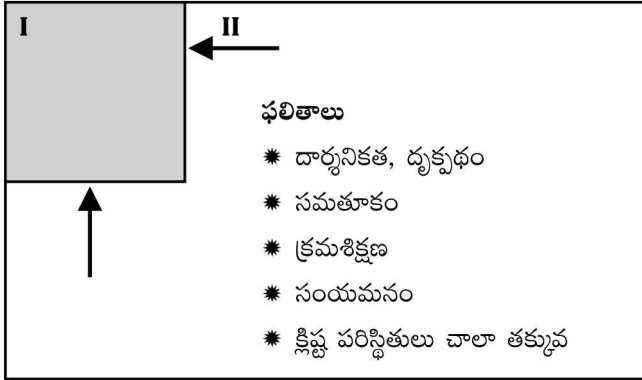 I II
ఫలితాలు
✹ దార్శనికత, దృక్పథం
✹ సమతూకం
✹ క్రమశిక్షణ
✹ సంయమనం
✹ క్లిష్ట పరిస్థితులు చాలా తక్కువ